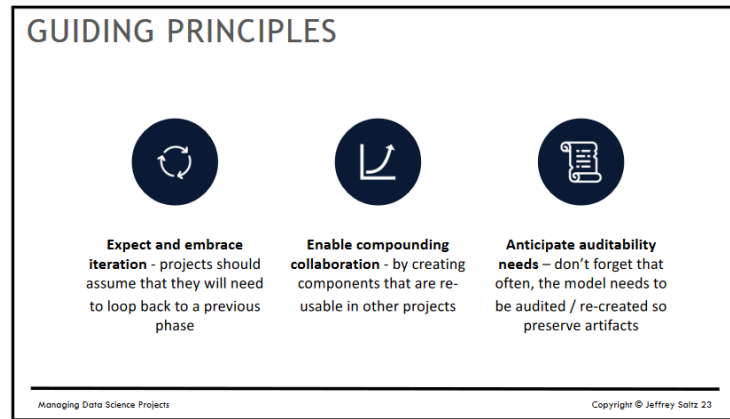 GUIDING PRINCIPLES
Expect and embrace
iteration - projects should
assume that they will need
to loop back to a previous
phase
Enable compounding
collaboration - by creating
components that are re-
usable in other projects
Anticipate auditability
needs – don't forget that
often, the model needs to
be audited / re-created so
preserve artifacts
Managing Data Science Projects
Copyright © Jeffrey Saltz 23